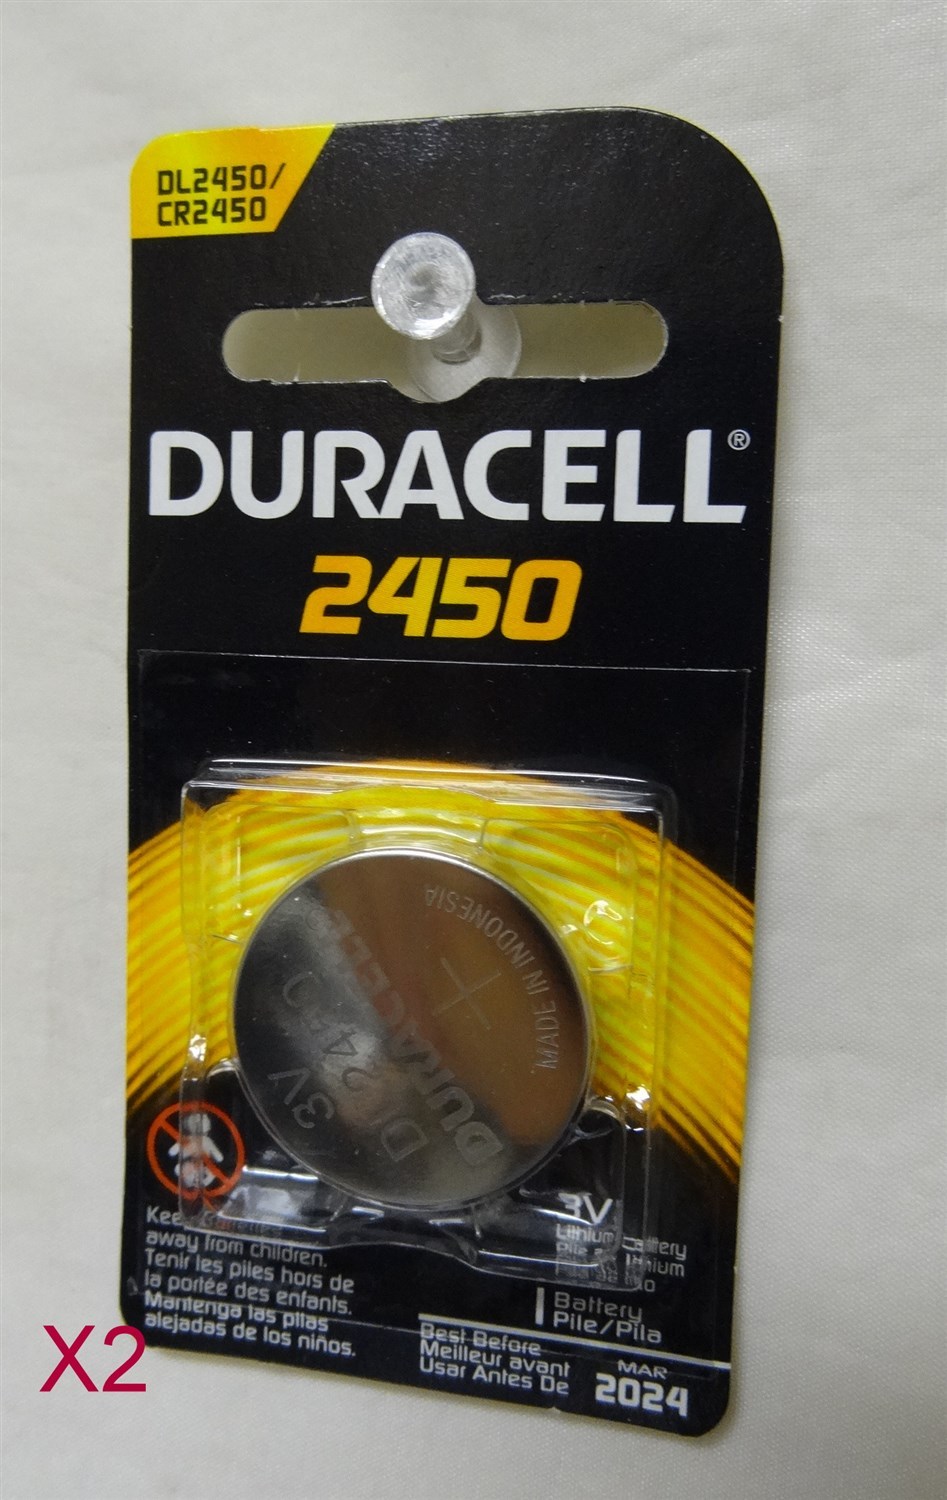 DL2450/
CR2450
DURACELL®
2450
MADE IN INDONESIA
+
DURACELL
DL2450
3V
Keep
away from children.
Tenir les piles hors de
la portée des enfants.
Mantenga las pilas
alejadas de los niños.
3V
Lithium Battery
1 Battery
Pile/Pila
Best Before
Meilleur avant
Usar Antes De
MAR
2024
X2